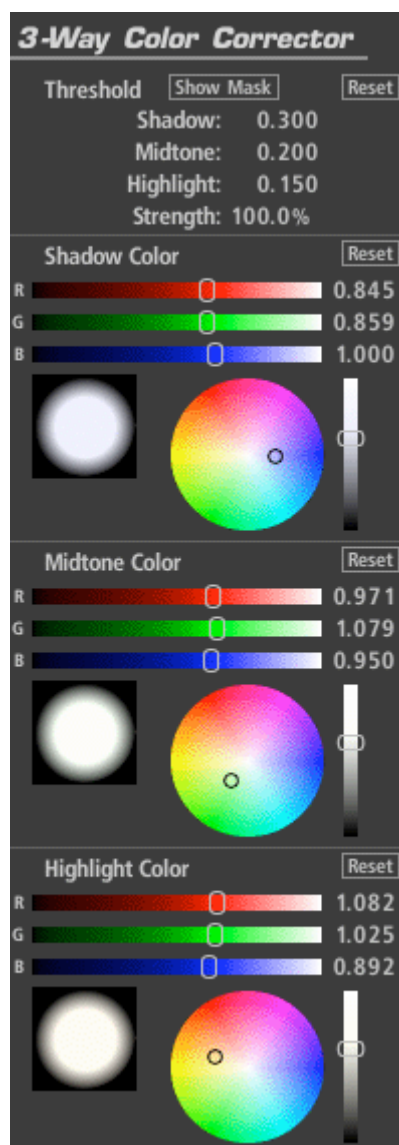 3-Way Color Corrector
Threshold Show Mask Reset
Shadow: 0.300
Midtone: 0.200
Highlight: 0.150
Strength: 100.0%
Shadow Color Reset
R 0.845
G 0.859
B 1.000
Midtone Color Reset
R 0.971
G 1.079
B 0.950
Highlight Color Reset
R 1.082
G 1.025
B 0.892